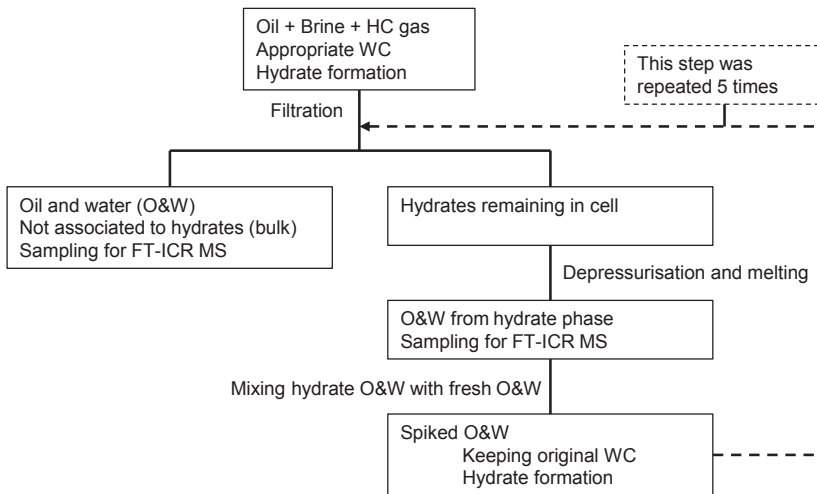 Oil + Brine + HC gas
Appropriate WC
Hydrate formation
This step was
repeated 5 times
Filtration
Oil and water (O&W)
Not associated to hydrates (bulk)
Sampling for FT-ICR MS
Hydrates remaining in cell
Depressurisation and melting
O&W from hydrate phase
Sampling for FT-ICR MS
Mixing hydrate O&W with fresh O&W
Spiked O&W
Keeping original WC
Hydrate formation